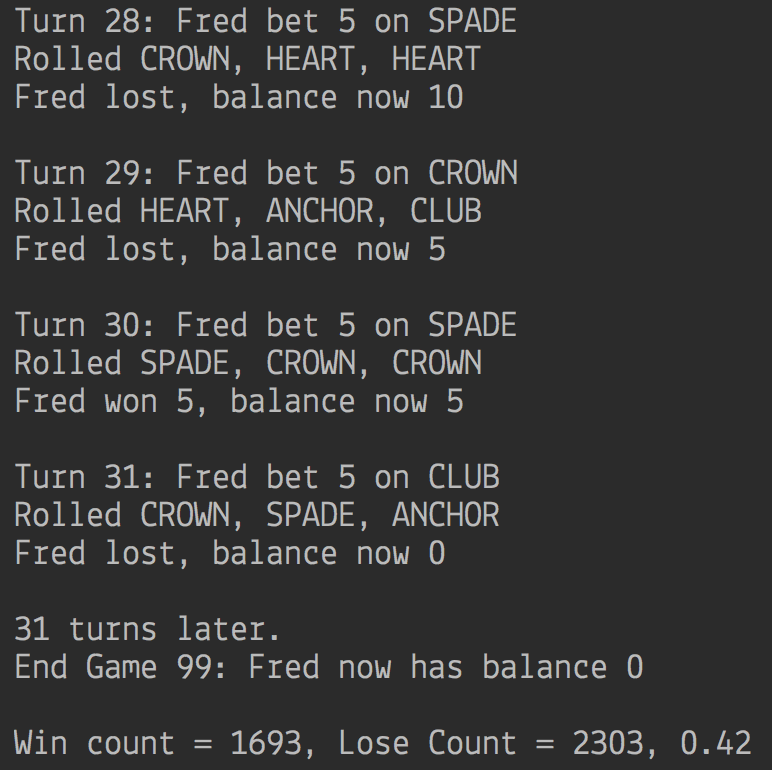 Turn 28: Fred bet 5 on SPADE
Rolled CROWN, HEART, HEART
Fred lost, balance now 10
Turn 29: Fred bet 5 on CROWN
Rolled HEART, ANCHOR, CLUB
Fred lost, balance now 5
Turn 30: Fred bet 5 on SPADE
Rolled SPADE, CROWN, CROWN
Fred won 5, balance now 5
Turn 31: Fred bet 5 on CLUB
Rolled CROWN, SPADE, ANCHOR
Fred lost, balance now 0
31 turns later.
End Game 99: Fred now has balance 0
Win count = 1693, Lose Count = 2303, 0.42